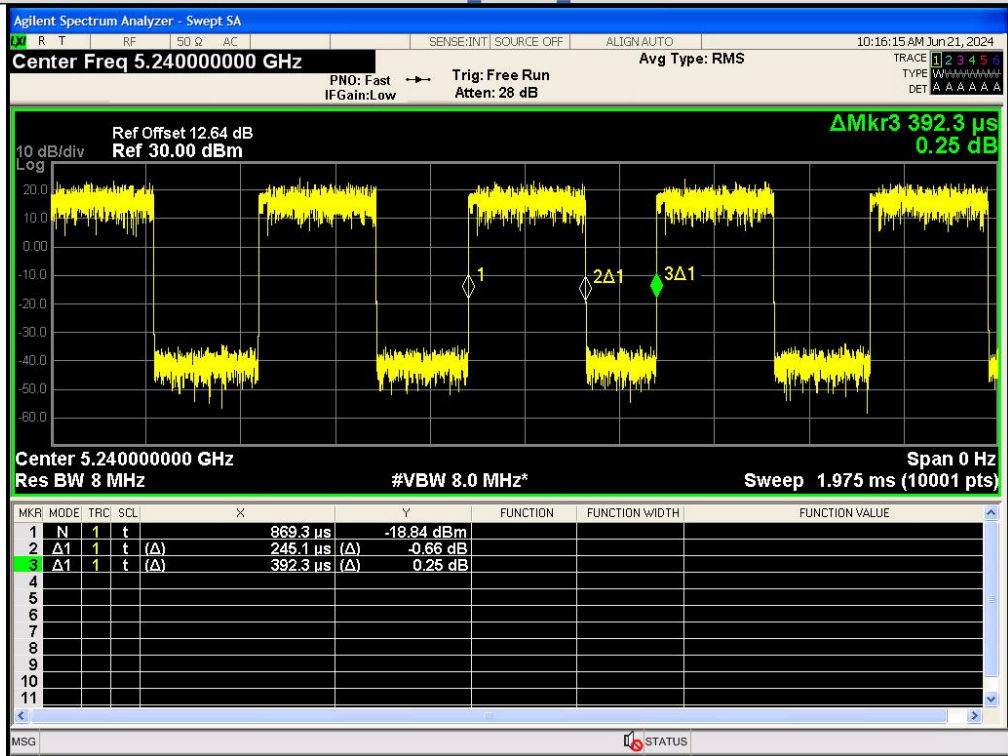 Agilent Spectrum Analyzer - Swept SA
LXI R T RF 50 Ω AC SENSE:INT SOURCE OFF ALIGN AUTO 10:16:15 AM Jun 21, 2024
Center Freq 5.240000000 GHz
PNO: Fast
IFGain:Low
Trig: Free Run
Atten: 28 dB
Avg Type: RMS
TRACE 1 2 3 4 5 6
TYPE W
DET A A A A A A
ΔMkr3 392.3 µs
0.25 dB
Ref Offset 12.64 dB
10 dB/div Ref 30.00 dBm
Log
20.0
10.0
0.00
-10.0
-20.0
-30.0
-40.0
-50.0
-60.0
1
2Δ1
3Δ1
Center 5.240000000 GHz Span 0 Hz
Res BW 8 MHz #VBW 8.0 MHz* Sweep 1.975 ms (10001 pts)
MKR MODE TRC SCL X Y FUNCTION FUNCTION WIDTH FUNCTION VALUE
1 N 1 t 869.3 µs -18.84 dBm
2 Δ1 1 t (Δ) 245.1 µs (Δ) -0.66 dB
3 Δ1 1 t (Δ) 392.3 µs (Δ) 0.25 dB
4
5
6
7
8
9
10
11
MSG STATUS